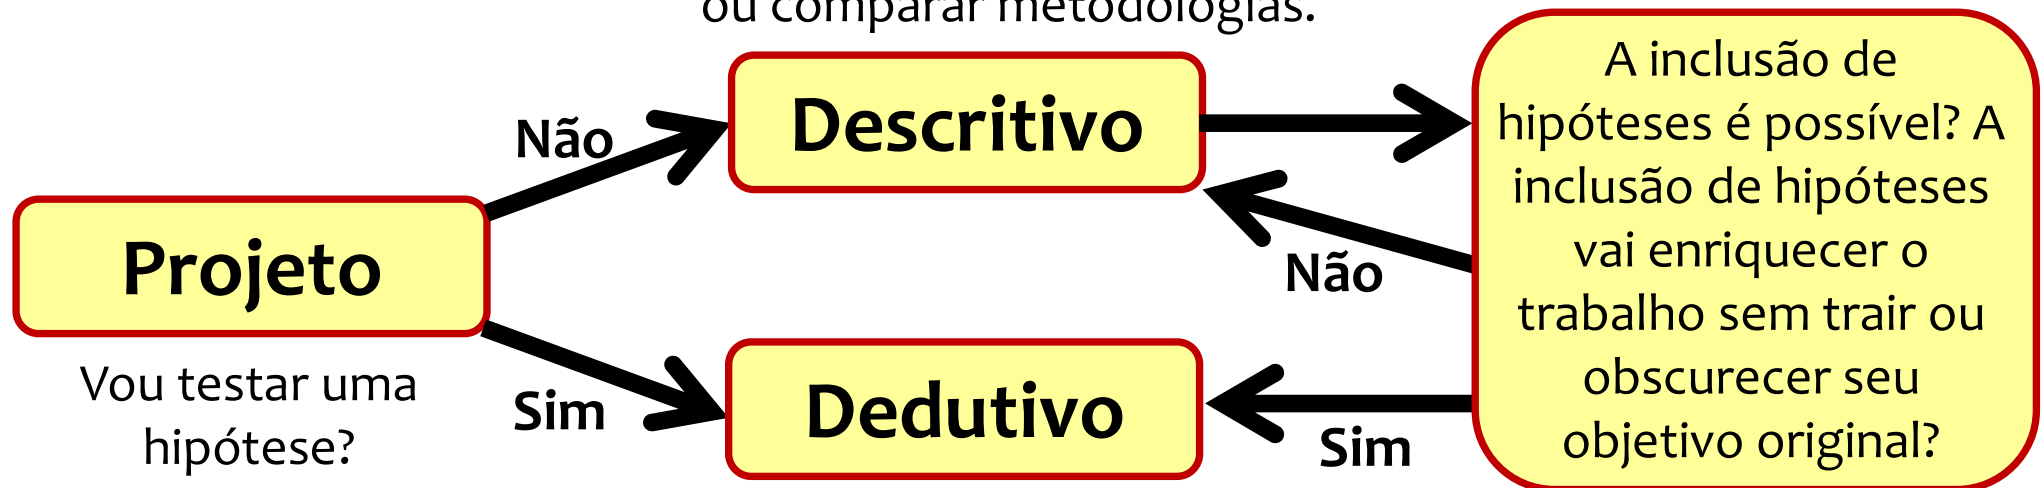 ou comparar metodologias.
Não
Descritivo
Projeto
Vou testar uma
hipótese?
Sim
Dedutivo
Não
Sim
A inclusão de
hipóteses é possível? A
inclusão de hipóteses
vai enriquecer o
trabalho sem trair ou
obscurecer seu
objetivo original?